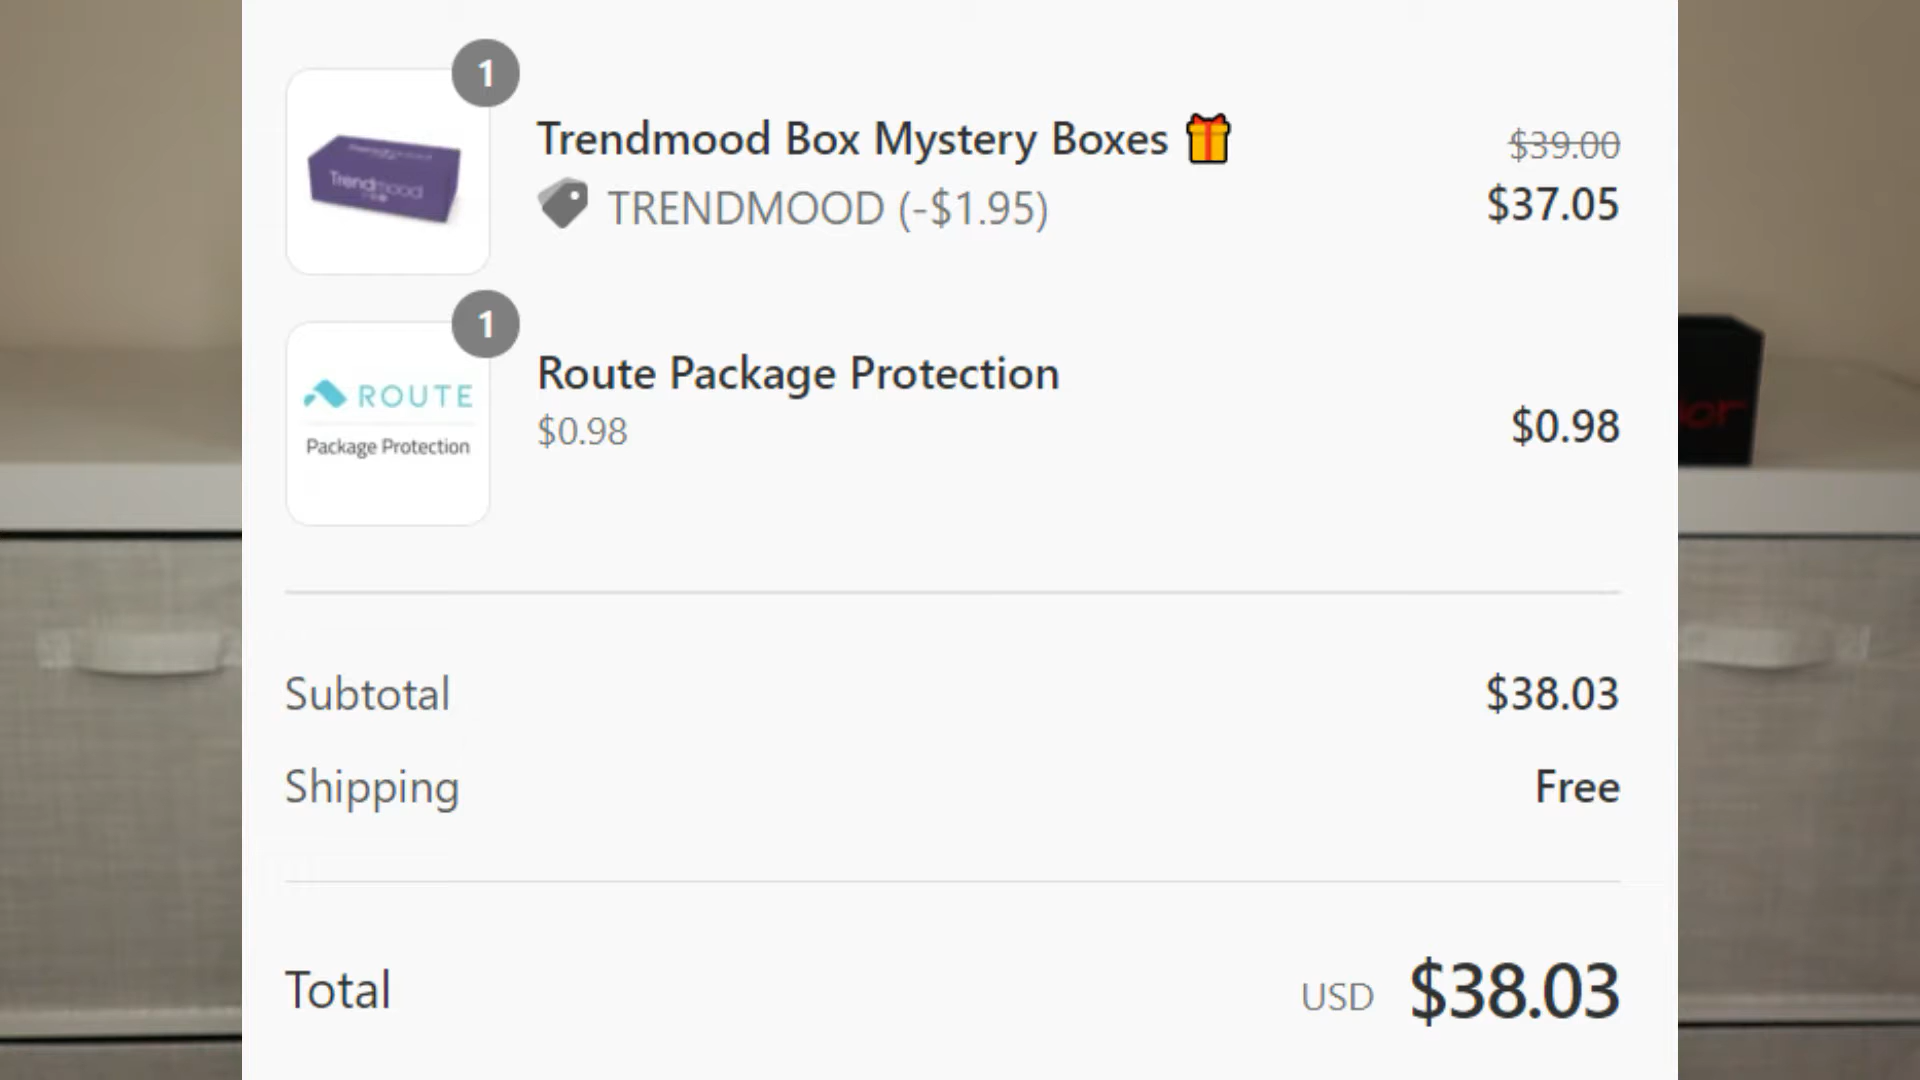 1
Trendmood Box Mystery Boxes 🎁
$39.00
TRENDMOOD (-$1.95)
$37.05
Trendmood
1
ROUTE
Package Protection
Route Package Protection
$0.98
$0.98
Subtotal
$38.03
Shipping
Free
Total
USD $38.03